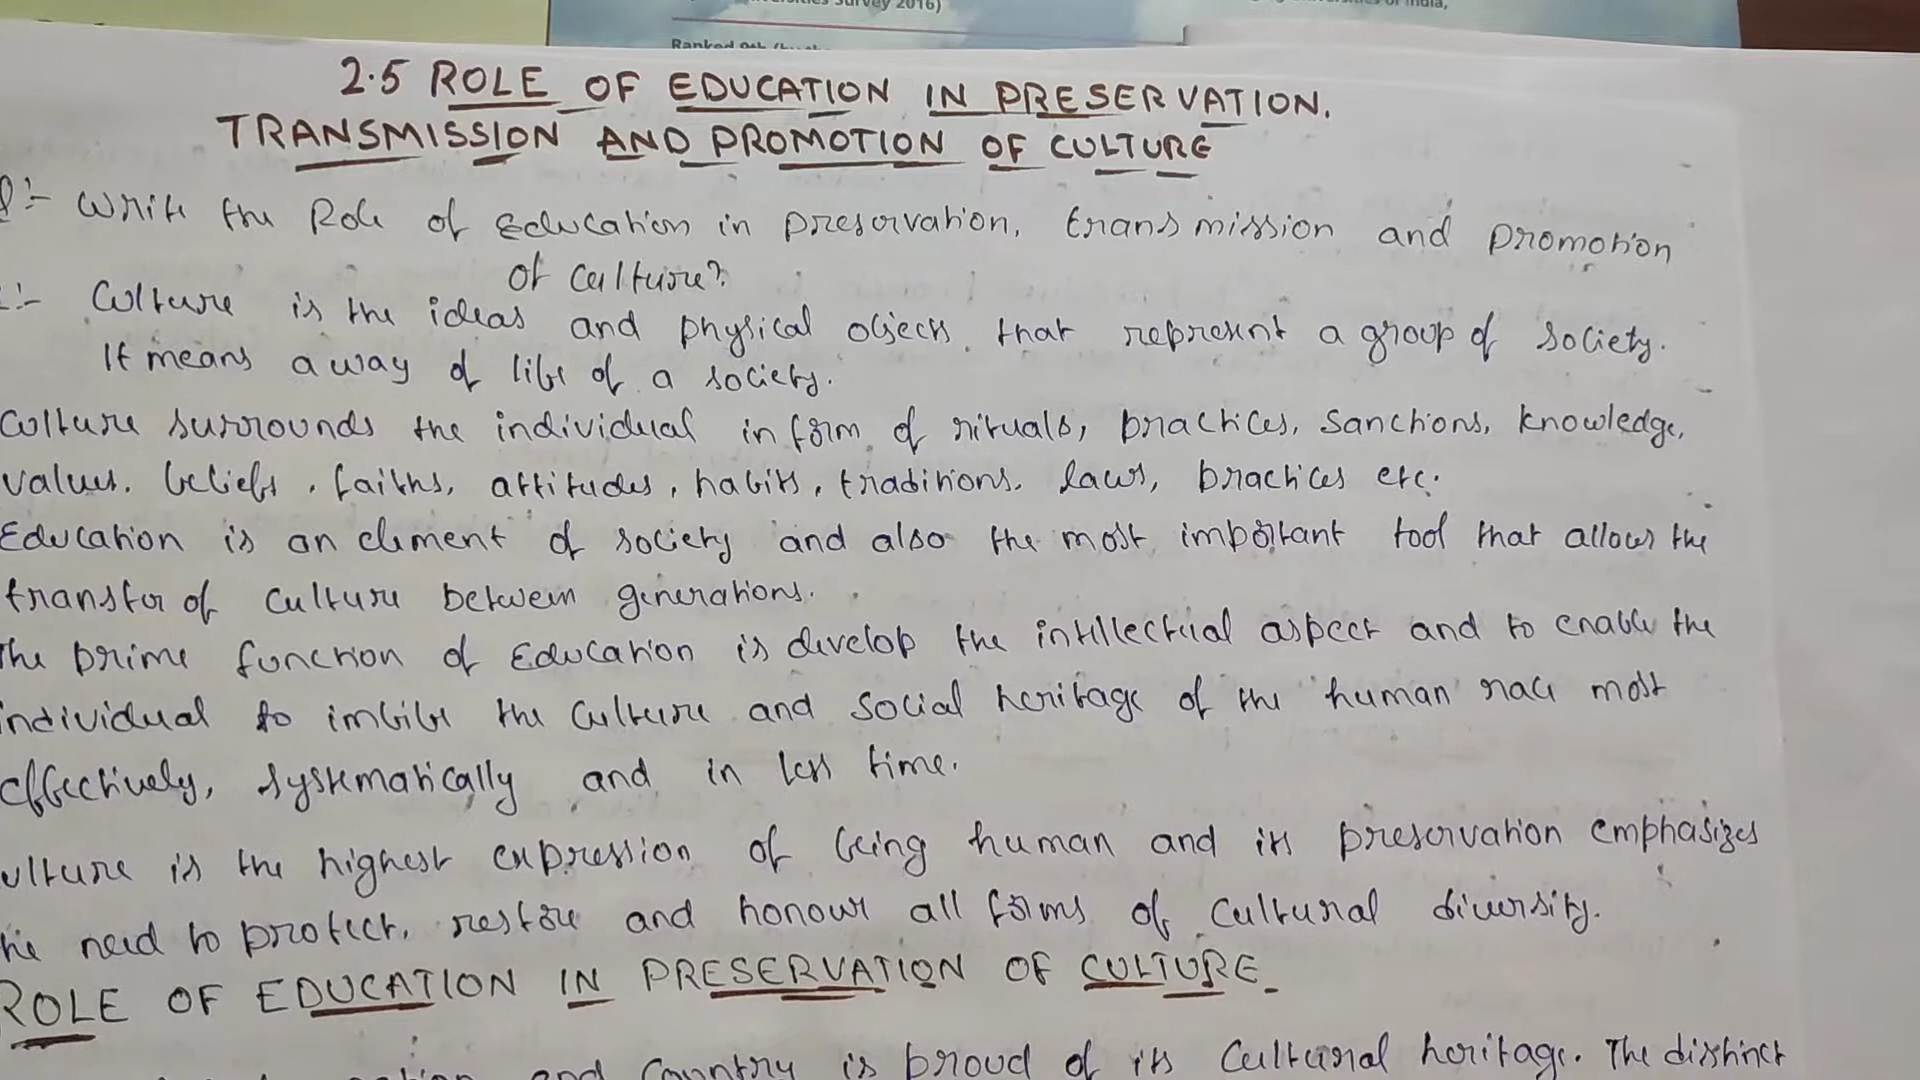 Survey 2016)
2.5 ROLE OF EDUCATION IN PRESERVATION.
TRANSMISSION AND PROMOTION OF CULTURE
Q:- Write the Role of Education in preservation, transmission and promotion
of culture?
:- Culture is the ideas and physical objects that represent a group of society.
It means a way of life of a society.
Culture surrounds the individual in form of rituals, practices, sanctions, knowledge,
values, beliefs, faiths, attitudes, habits, traditions, laws, practices etc.
Education is an element of society and also the most important tool that allows the
transfer of culture between generations.
The prime function of Education is develop the intellectual aspect and to enable the
individual to imbibe the culture and social heritage of the human race most
effectively, systematically and in less time.
ulture is the highest expression of being human and its preservation emphasizes
he need to protect, restore and honour all forms of cultural diversity.
ROLE OF EDUCATION IN PRESERVATION OF CULTURE
and Country is proud of its Cultural heritage. The distinct